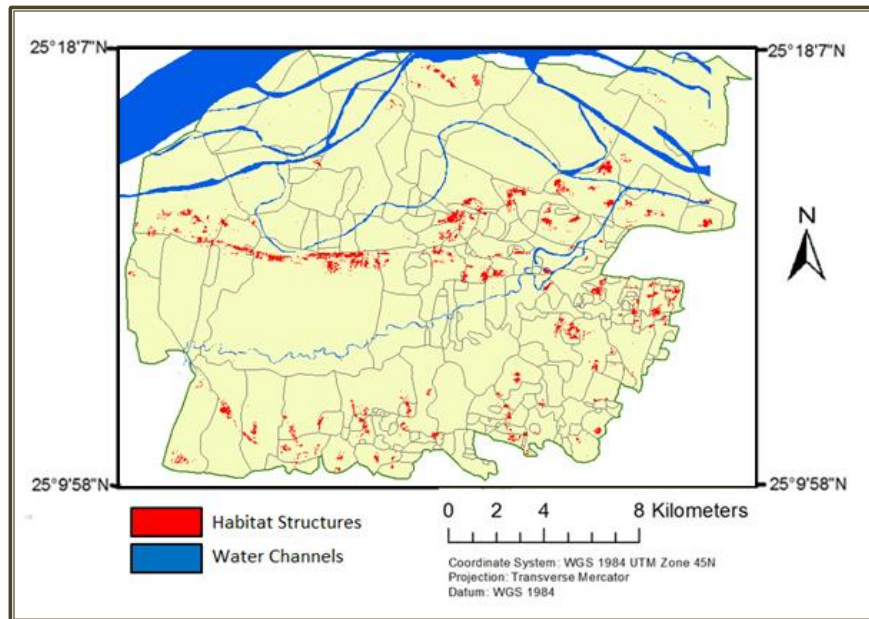 25°18'7"N
25°18'7"N
N
25°9'58"N
25°9'58"N
Habitat Structures
Water Channels
0 2 4 8 Kilometers
Coordinate System: WGS 1984 UTM Zone 45N
Projection: Transverse Mercator
Datum: WGS 1984